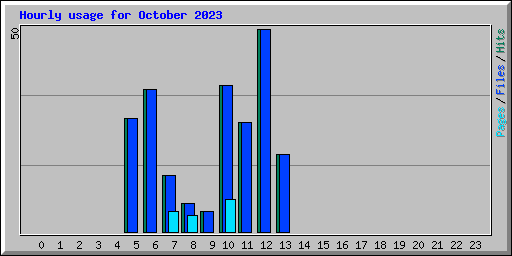 Hourly usage for October 2023
50
Pages/Files/Hits
0 1 2 3 4 5 6 7 8 9 10 11 12 13 14 15 16 17 18 19 20 21 22 23